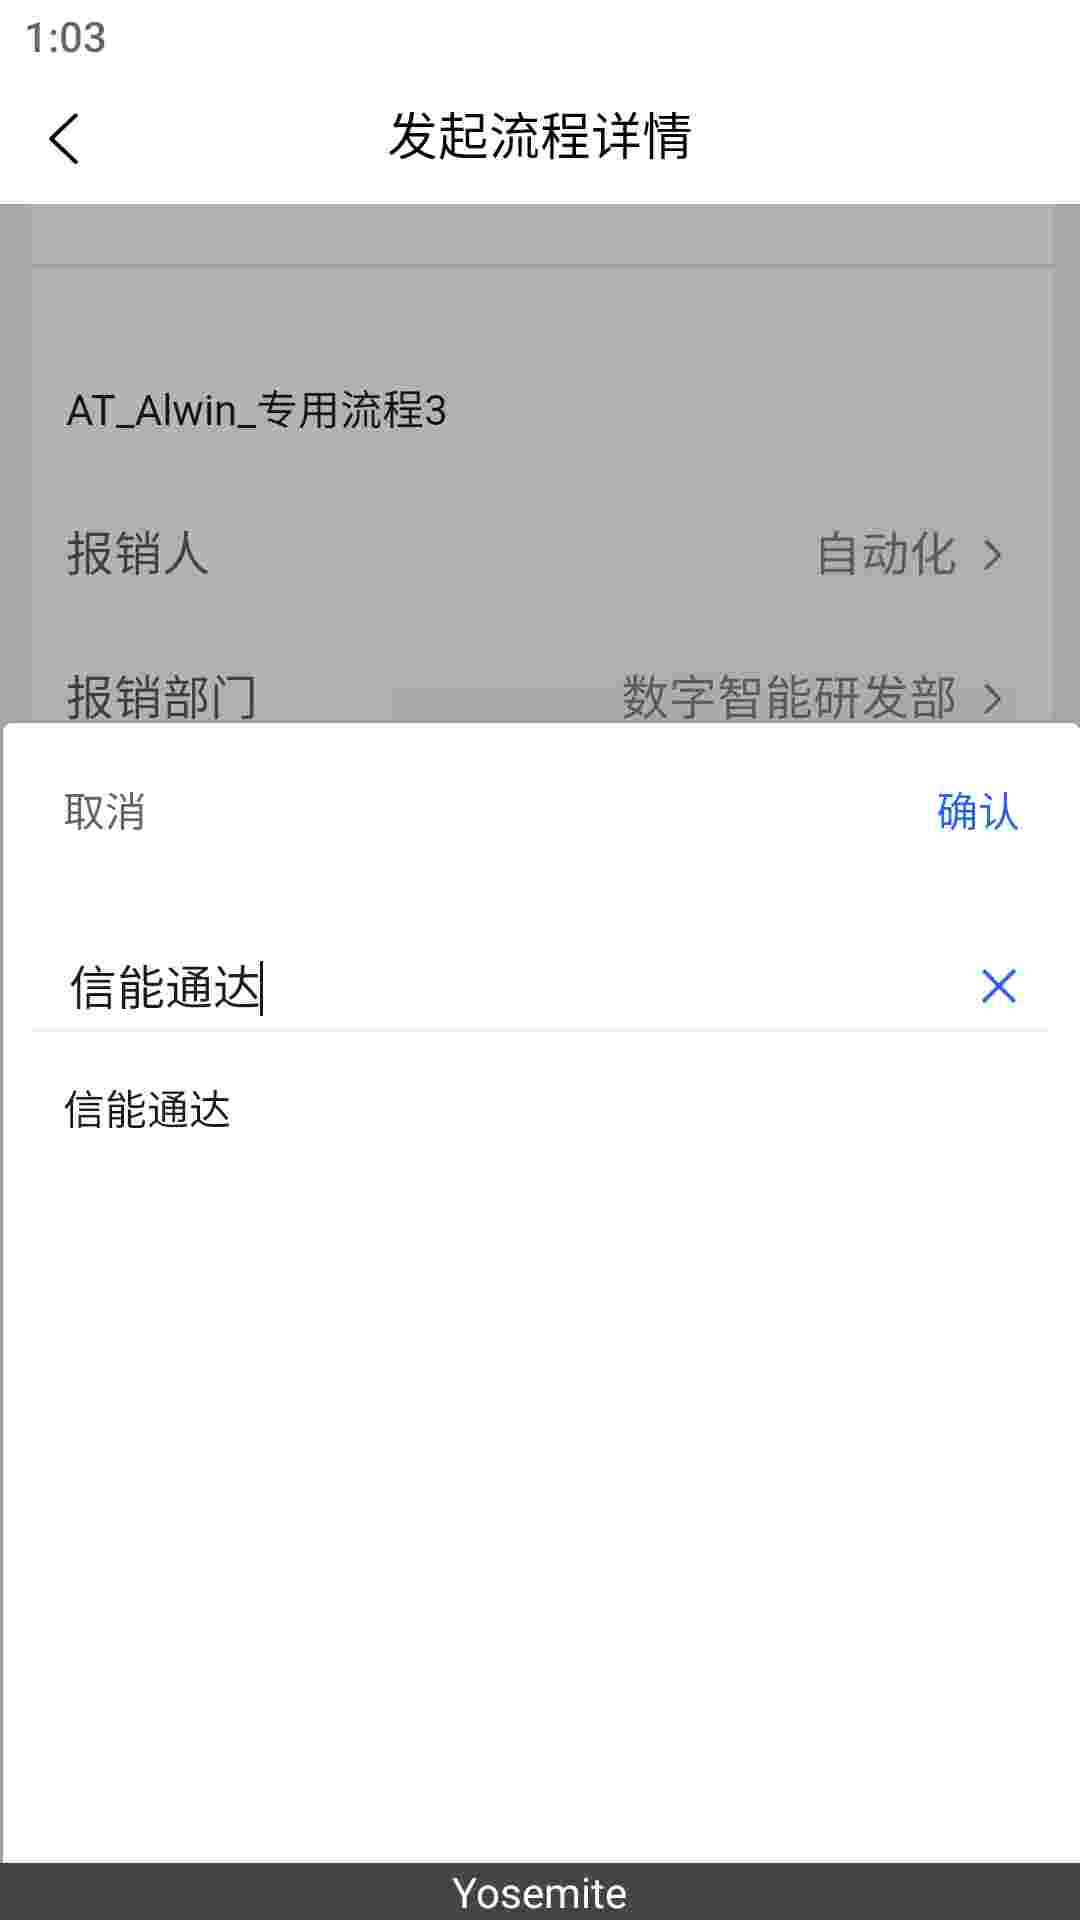 1:03
发起流程详情
AT_Alwin_专用流程3
报销人 自动化
报销部门 数字智能研发部
取消 确认
信能通达
信能通达
Yosemite